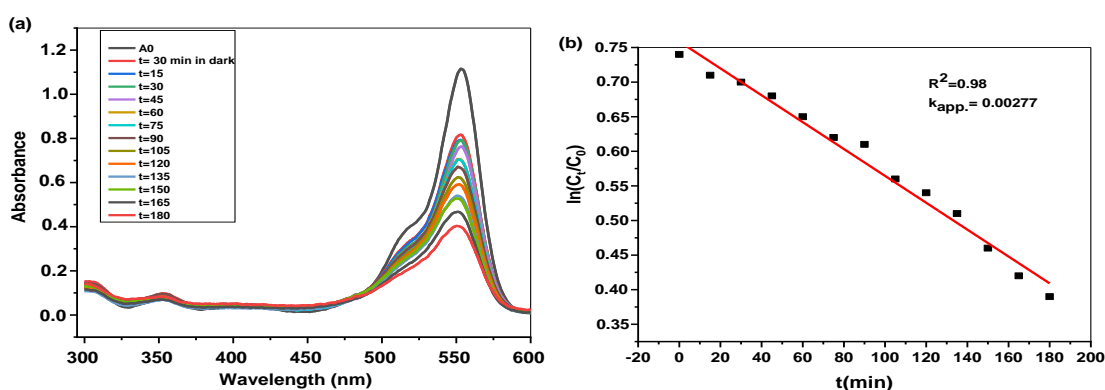 (a)
1.2
1.0
0.8
0.6
0.4
0.2
0.0
Absorbance
A0
t= 30 min in dark
t=15
t=30
t=45
t=60
t=75
t=90
t=105
t=120
t=135
t=150
t=165
t=180
300 350 400 450 500 550 600
Wavelength (nm)
(b)
0.75
0.70
0.65
0.60
0.55
0.50
0.45
0.40
0.35
ln(Cₜ/C₀)
R²=0.98
k_app.= 0.00277
-20 0 20 40 60 80 100 120 140 160 180 200
t(min)